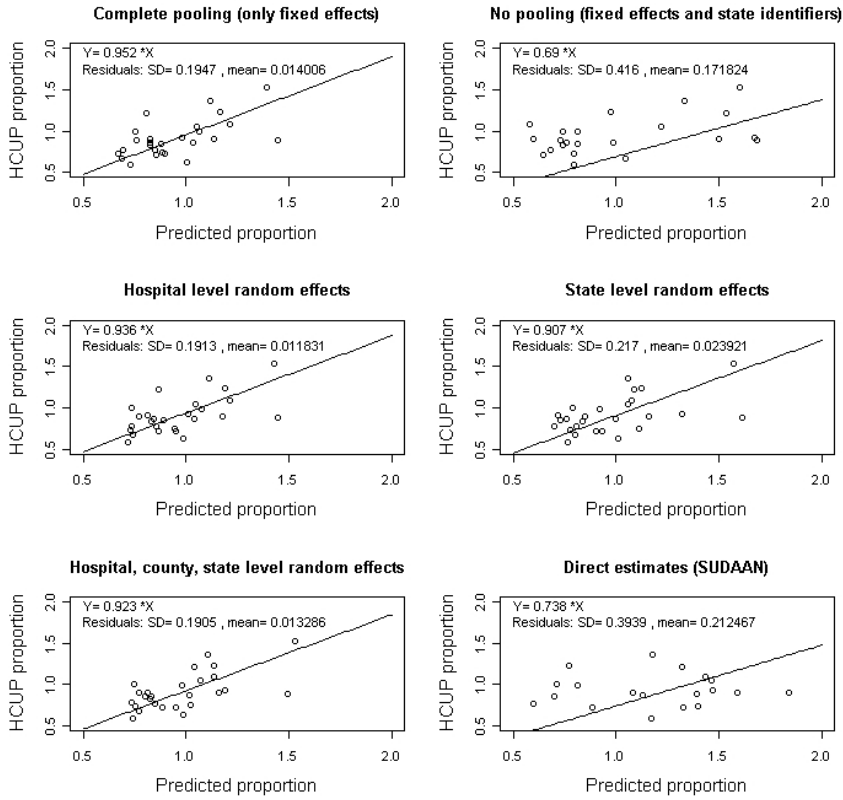 Complete pooling (only fixed effects)
Y= 0.952 *X
Residuals: SD= 0.1947 , mean= 0.014006
HCUP proportion
0.5 1.0 1.5 2.0
0.5 1.0 1.5 2.0
Predicted proportion
No pooling (fixed effects and state identifiers)
Y= 0.69 *X
Residuals: SD= 0.416 , mean= 0.171824
HCUP proportion
0.5 1.0 1.5 2.0
0.5 1.0 1.5 2.0
Predicted proportion
Hospital level random effects
Y= 0.936 *X
Residuals: SD= 0.1913 , mean= 0.011831
HCUP proportion
0.5 1.0 1.5 2.0
0.5 1.0 1.5 2.0
Predicted proportion
State level random effects
Y= 0.907 *X
Residuals: SD= 0.217 , mean= 0.023921
HCUP proportion
0.5 1.0 1.5 2.0
0.5 1.0 1.5 2.0
Predicted proportion
Hospital, county, state level random effects
Y= 0.923 *X
Residuals: SD= 0.1905 , mean= 0.013286
HCUP proportion
0.5 1.0 1.5 2.0
0.5 1.0 1.5 2.0
Predicted proportion
Direct estimates (SUDAAN)
Y= 0.738 *X
Residuals: SD= 0.3939 , mean= 0.212467
HCUP proportion
0.5 1.0 1.5 2.0
0.5 1.0 1.5 2.0
Predicted proportion